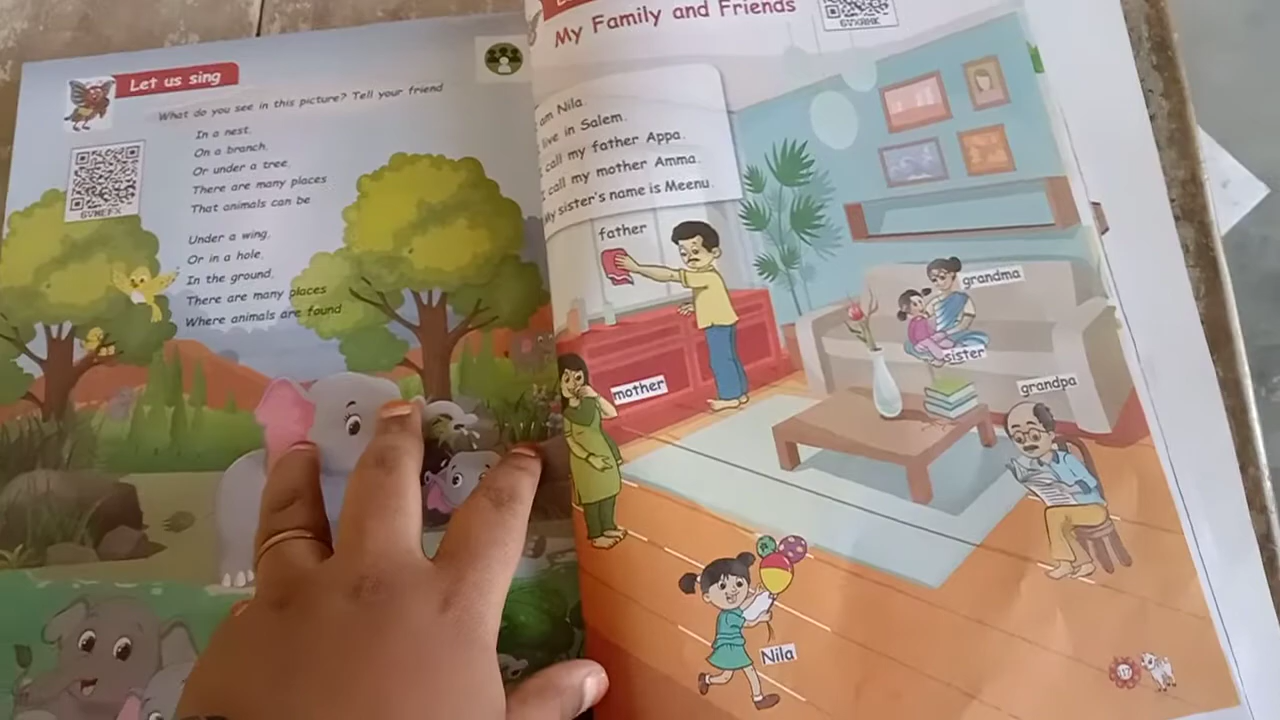 Let us sing
What do you see in this picture? Tell your friend
In a nest,
On a branch,
Or under a tree,
There are many places
That animals can be
Under a wing,
Or in a hole,
In the ground,
There are many places
Where animals are found
GVMEFX
My Family and Friends
GVKRHK
am Nila.
live in Salem.
call my father Appa.
I call my mother Amma.
My sister's name is Meenu.
father
grandma
sister
mother
grandpa
Nila
117